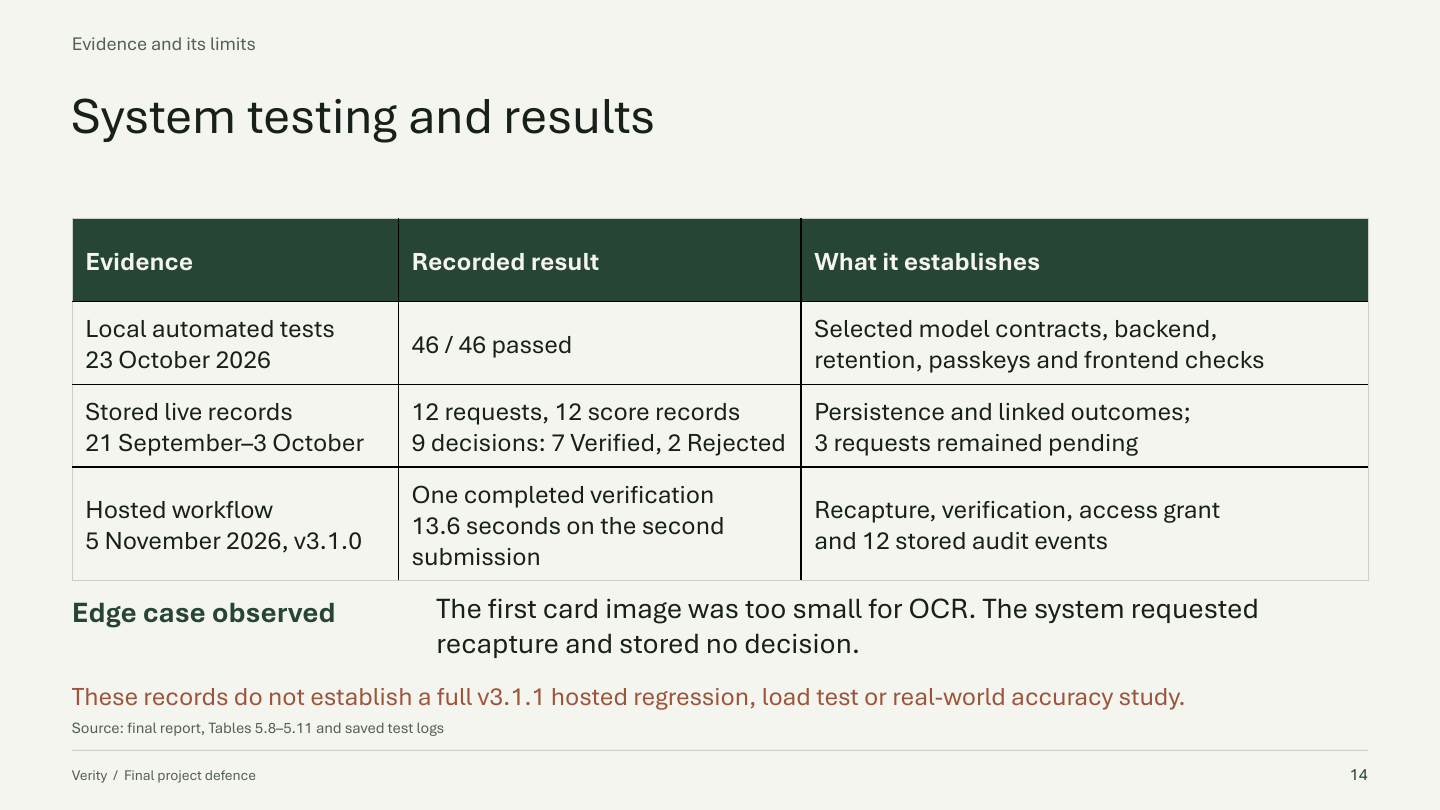 Evidence and its limits
System testing and results
Evidence
Recorded result
What it establishes
Local automated tests
23 October 2026
46 / 46 passed
Selected model contracts, backend,
retention, passkeys and frontend checks
Stored live records
21 September–3 October
12 requests, 12 score records
9 decisions: 7 Verified, 2 Rejected
Persistence and linked outcomes;
3 requests remained pending
Hosted workflow
5 November 2026, v3.1.0
One completed verification
13.6 seconds on the second
submission
Recapture, verification, access grant
and 12 stored audit events
Edge case observed
The first card image was too small for OCR. The system requested
recapture and stored no decision.
These records do not establish a full v3.1.1 hosted regression, load test or real-world accuracy study.
Source: final report, Tables 5.8–5.11 and saved test logs
Verity / Final project defence
14